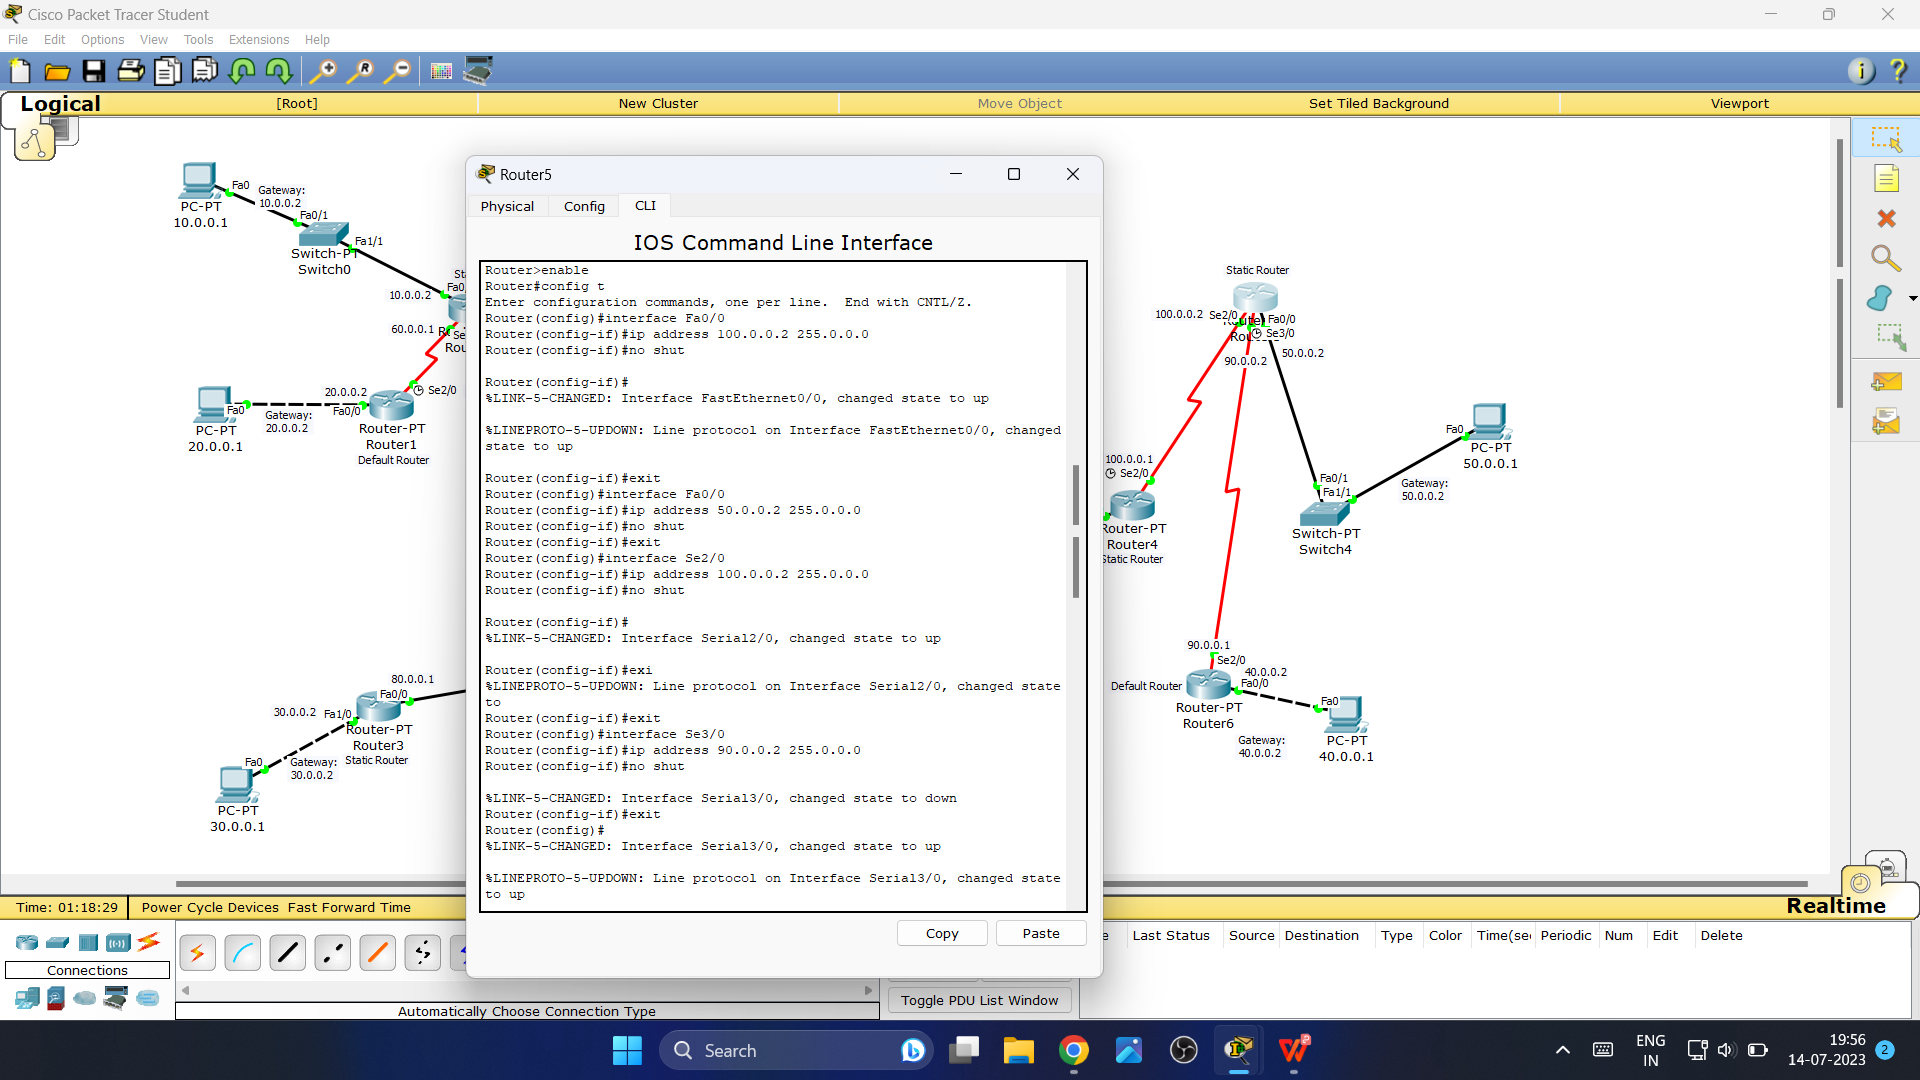 Cisco Packet Tracer Student
File Edit Options View Tools Extensions Help
Logical [Root] New Cluster Move Object Set Tiled Background Viewport
Fa0
Gateway:
10.0.0.2
PC-PT
10.0.0.1
Fa0/1
Fa1/1
Switch-PT
Switch0
10.0.0.2
60.0.0.1
20.0.0.2
Se2/0
Fa0
Gateway:
20.0.0.2
Fa0/0
PC-PT
20.0.0.1
Router-PT
Router1
Default Router
80.0.0.1
Fa0/0
30.0.0.2
Fa1/0
Router-PT
Router3
Static Router
Fa0
Gateway:
30.0.0.2
PC-PT
30.0.0.1
Router5
Physical Config CLI
IOS Command Line Interface
Router>enable
Router#config t
Enter configuration commands, one per line.  End with CNTL/Z.
Router(config)#interface Fa0/0
Router(config-if)#ip address 100.0.0.2 255.0.0.0
Router(config-if)#no shut
Router(config-if)#
%LINK-5-CHANGED: Interface FastEthernet0/0, changed state to up
%LINEPROTO-5-UPDOWN: Line protocol on Interface FastEthernet0/0, changed
state to up
Router(config-if)#exit
Router(config)#interface Fa0/0
Router(config-if)#ip address 50.0.0.2 255.0.0.0
Router(config-if)#no shut
Router(config-if)#exit
Router(config)#interface Se2/0
Router(config-if)#ip address 100.0.0.2 255.0.0.0
Router(config-if)#no shut
Router(config-if)#
%LINK-5-CHANGED: Interface Serial2/0, changed state to up
Router(config-if)#exi
%LINEPROTO-5-UPDOWN: Line protocol on Interface Serial2/0, changed state
to
Router(config-if)#exit
Router(config)#interface Se3/0
Router(config-if)#ip address 90.0.0.2 255.0.0.0
Router(config-if)#no shut
%LINK-5-CHANGED: Interface Serial3/0, changed state to down
Router(config-if)#exit
Router(config)#
%LINK-5-CHANGED: Interface Serial3/0, changed state to up
%LINEPROTO-5-UPDOWN: Line protocol on Interface Serial3/0, changed state
to up
Copy Paste
Static Router
100.0.0.2 Se2/0
Fa0/0
Se3/0
90.0.0.2
50.0.0.2
100.0.0.1
Se2/0
Router-PT
Router4
Static Router
Fa0
PC-PT
50.0.0.1
Gateway:
50.0.0.2
Fa0/1
Fa1/1
Switch-PT
Switch4
90.0.0.1
Se2/0
40.0.0.2
Fa0/0
Default Router
Router-PT
Router6
Fa0
Gateway:
40.0.0.2
PC-PT
40.0.0.1
Time: 01:18:29 Power Cycle Devices Fast Forward Time
Realtime
Connections
Automatically Choose Connection Type
Toggle PDU List Window
Last Status Source Destination Type Color Time(sec Periodic Num Edit Delete
Search
ENG
IN
19:56
14-07-2023
2